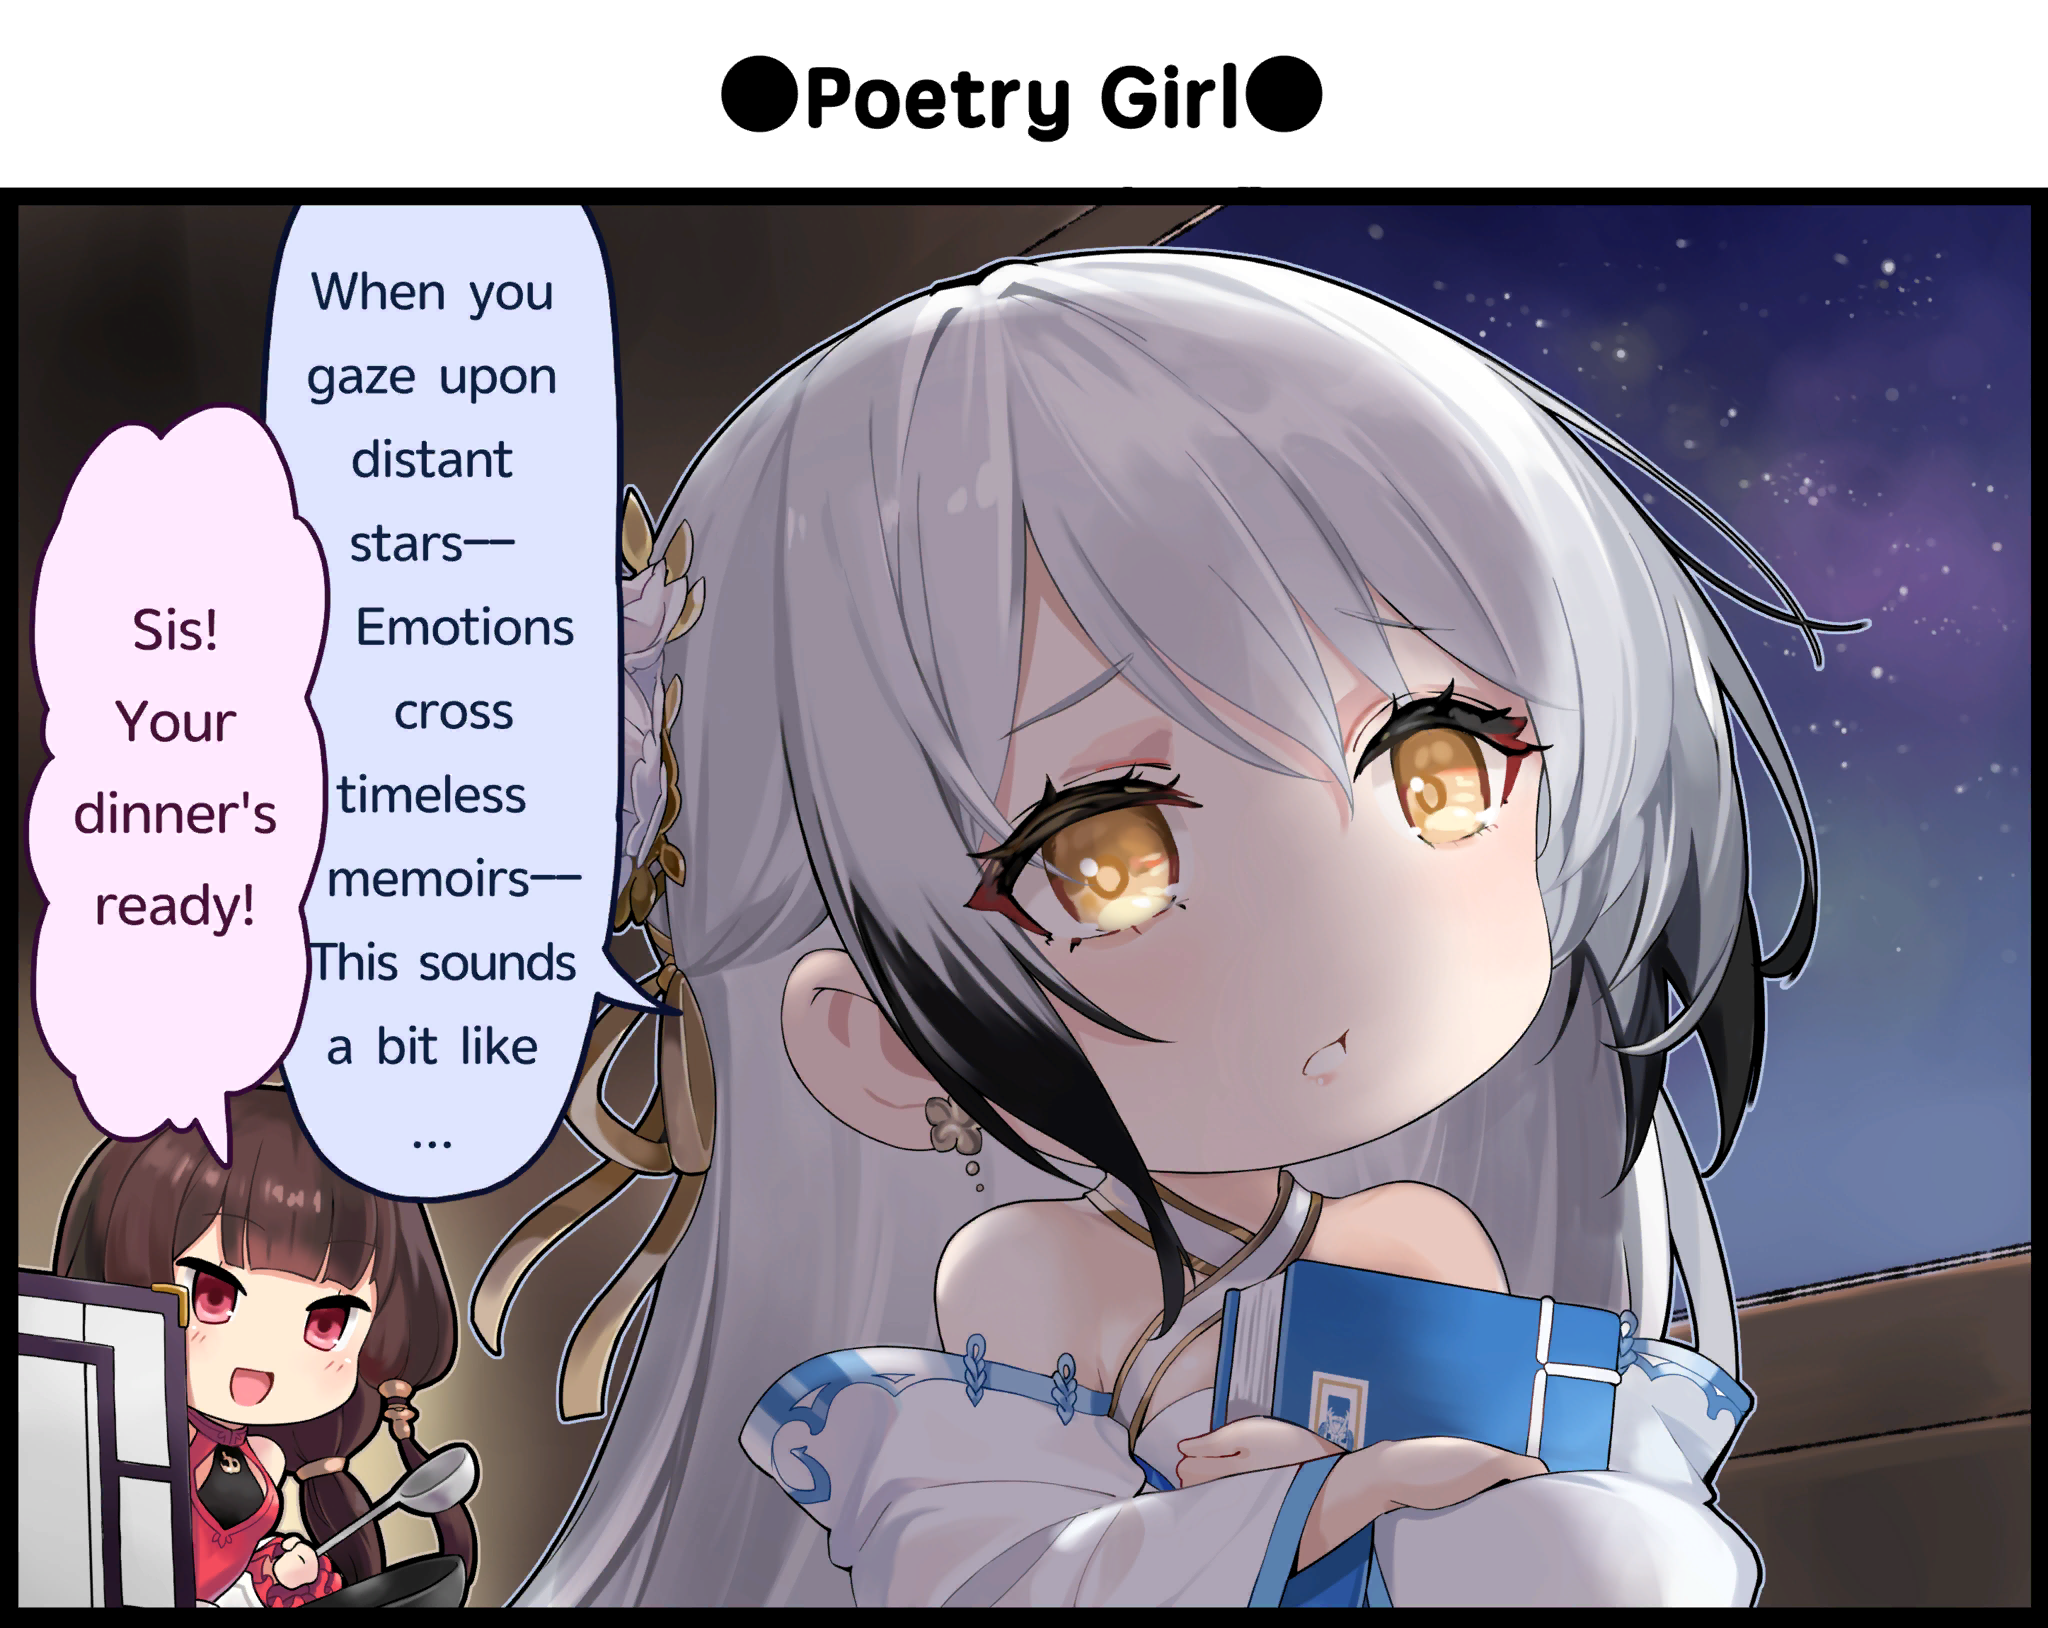 ●Poetry Girl●
When you
gaze upon
distant
stars——
Emotions
cross
timeless
memoirs——
This sounds
a bit like
...
Sis!
Your
dinner's
ready!